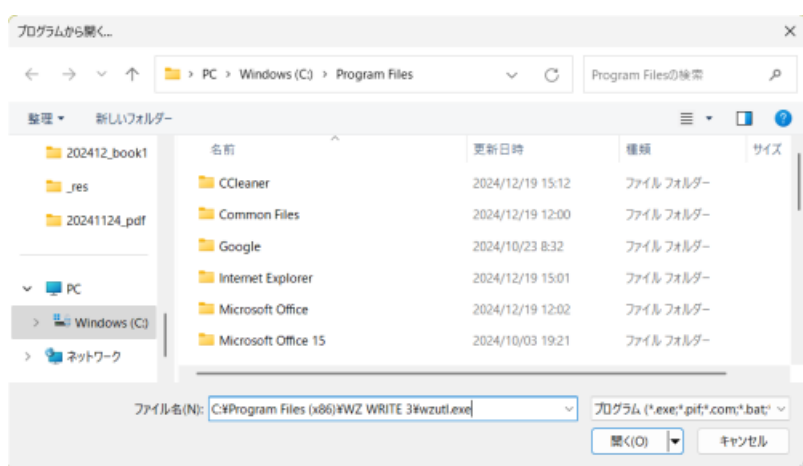 プログラムから開く...
PC > Windows (C:) > Program Files
Program Filesの検索
整理 新しいフォルダー
202412_book1
_res
20241124_pdf
PC
Windows (C:)
ネットワーク
名前 更新日時 種類 サイズ
CCleaner 2024/12/19 15:12 ファイル フォルダー
Common Files 2024/12/19 12:00 ファイル フォルダー
Google 2024/10/23 8:32 ファイル フォルダー
Internet Explorer 2024/12/19 15:01 ファイル フォルダー
Microsoft Office 2024/12/19 12:02 ファイル フォルダー
Microsoft Office 15 2024/10/03 19:21 ファイル フォルダー
ファイル名(N): C:¥Program Files (x86)¥WZ WRITE 3¥wzutl.exe
プログラム (*.exe;*.pif;*.com;*.bat;*
開く(O) キャンセル